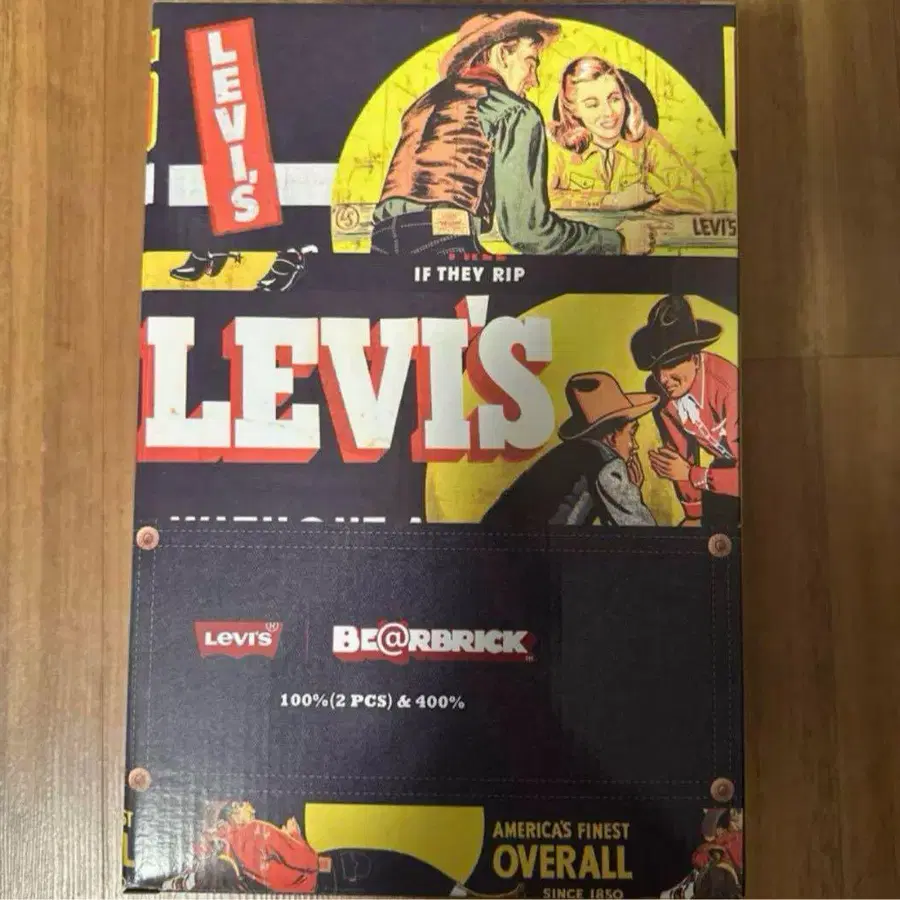 LEVI'S
LEVI'S
IF THEY RIP
LEVI'S
LEVI'S®
BE@RBRICK
100%(2 PCS) & 400%
AMERICA'S FINEST
OVERALL
SINCE 1850